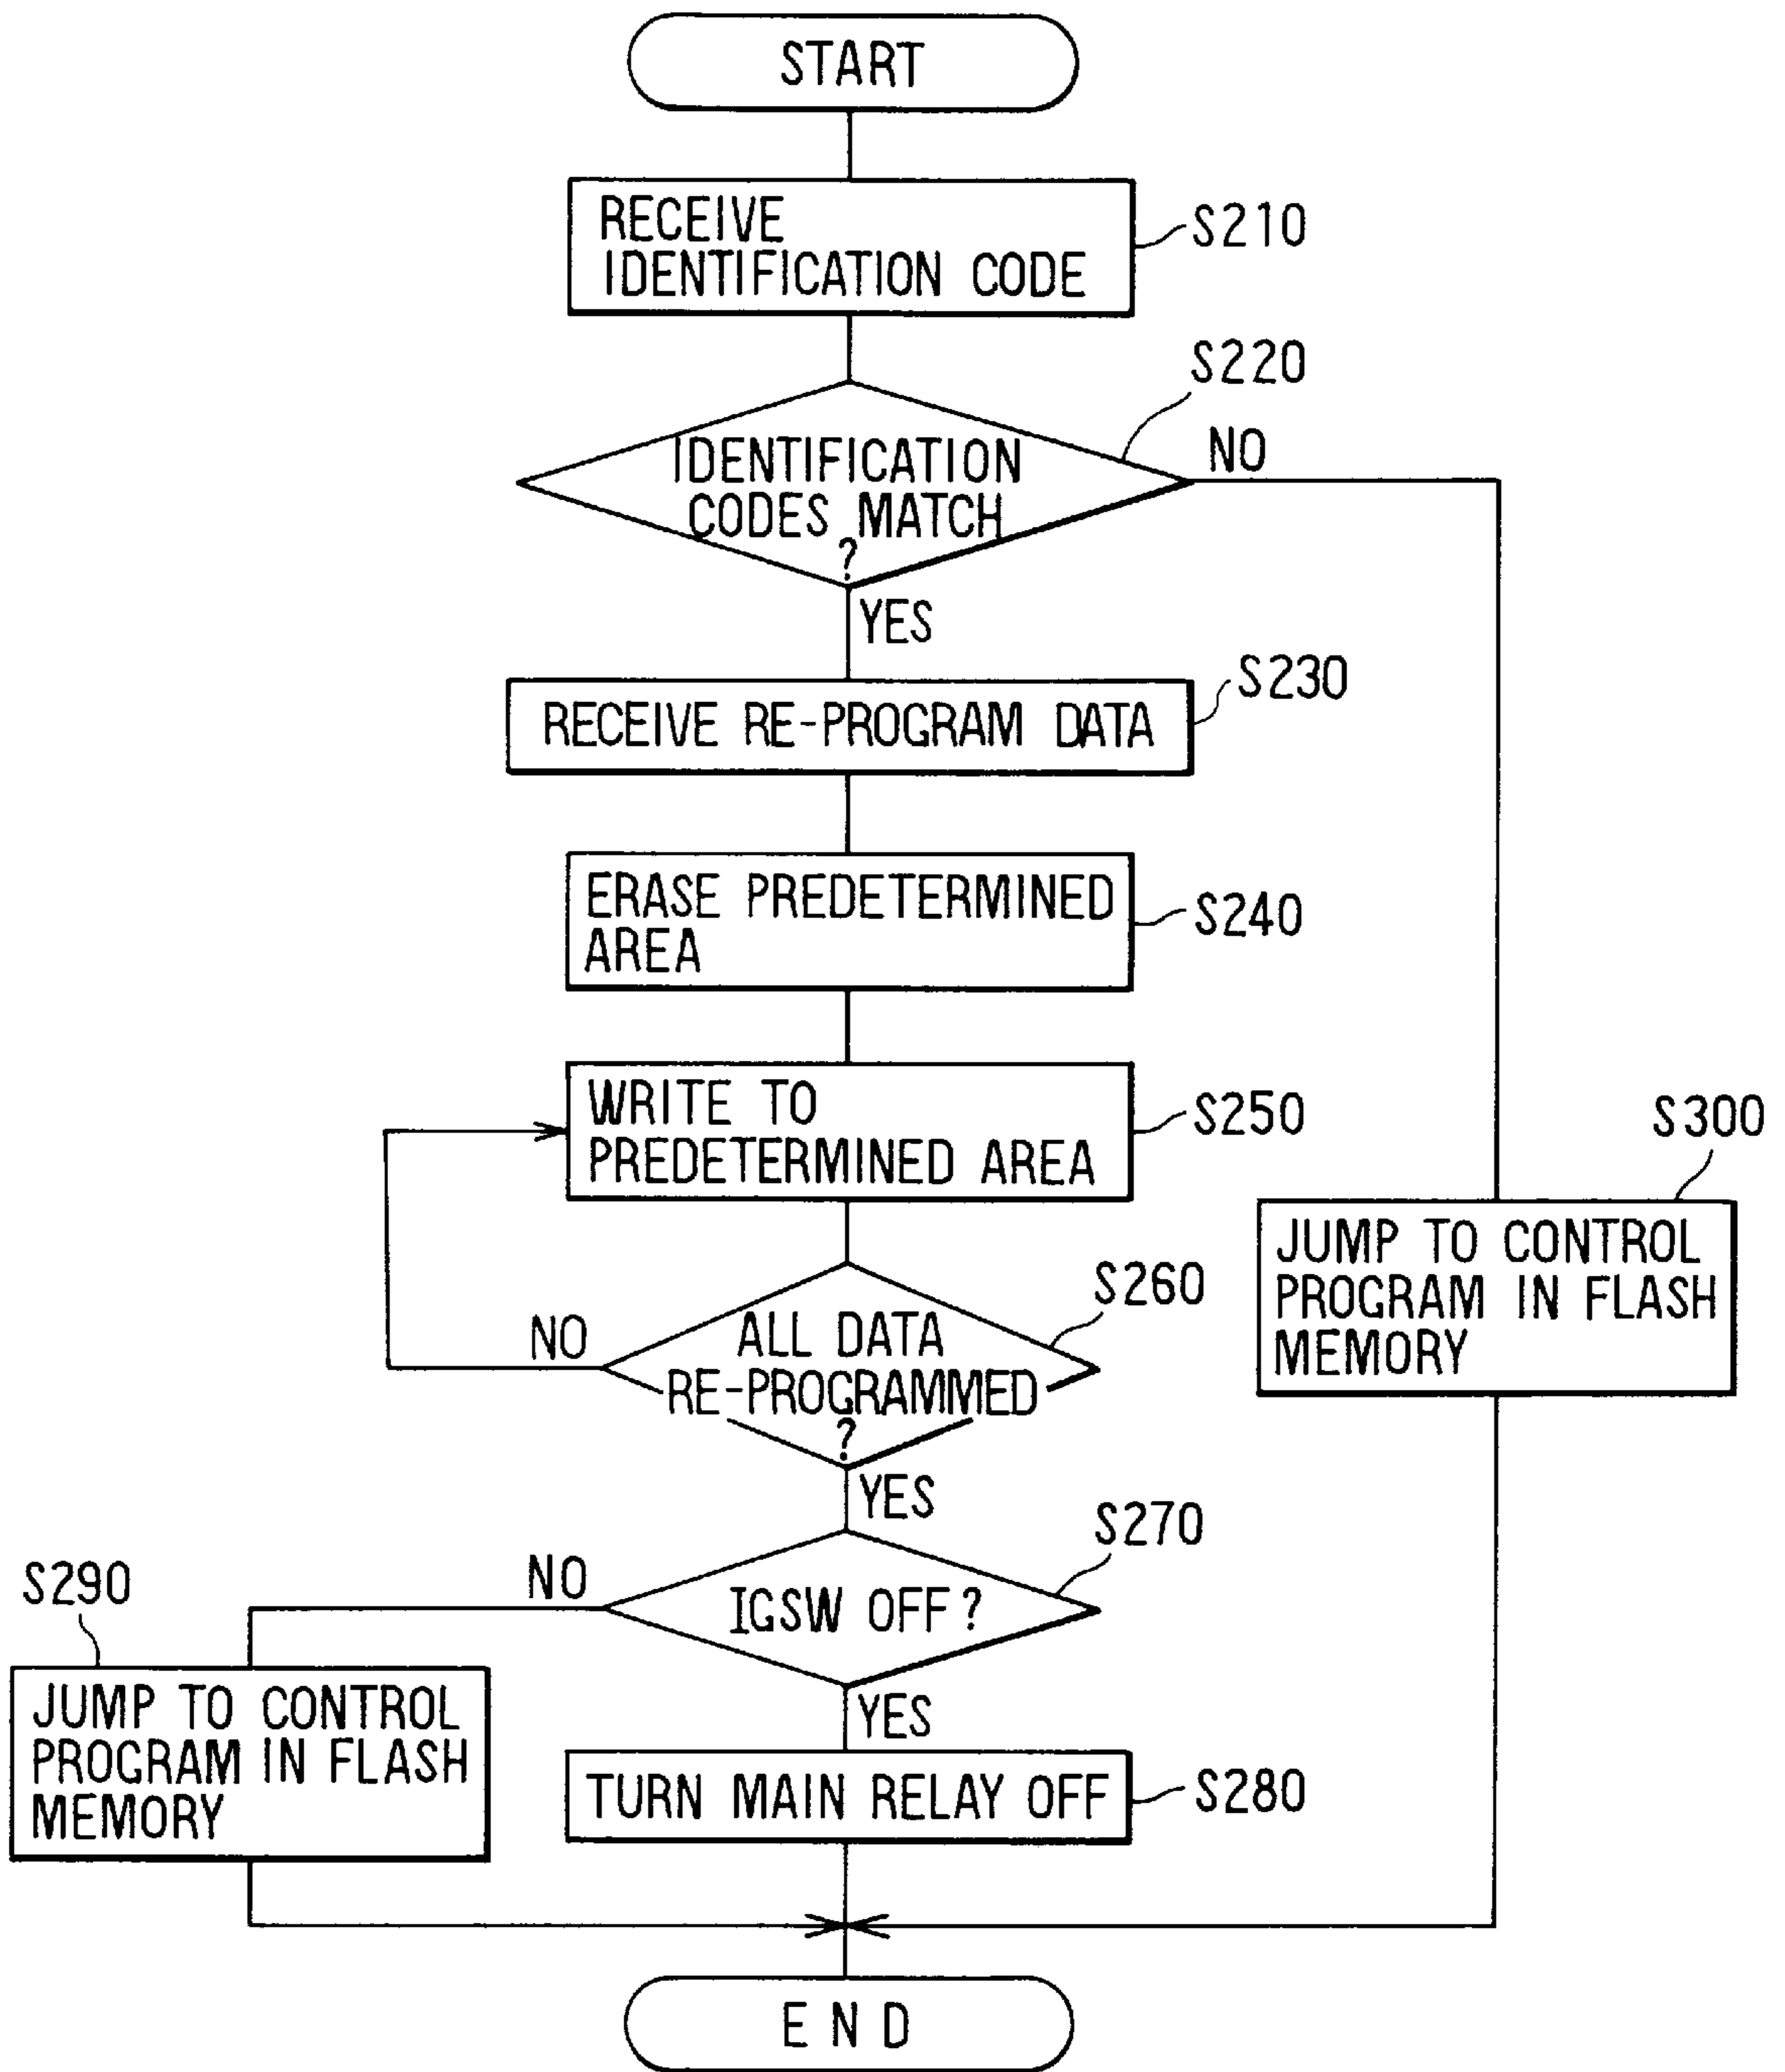 START
RECEIVE
IDENTIFICATION CODE
S210
S220
IDENTIFICATION
CODES MATCH
?
NO
YES
S230
RECEIVE RE-PROGRAM DATA
ERASE PREDETERMINED
AREA
S240
WRITE TO
PREDETERMINED AREA
S250
S300
JUMP TO CONTROL
PROGRAM IN FLASH
MEMORY
S260
NO
ALL DATA
RE-PROGRAMMED
?
YES
S270
NO
IGSW OFF?
S290
JUMP TO CONTROL
PROGRAM IN FLASH
MEMORY
YES
TURN MAIN RELAY OFF
S280
END